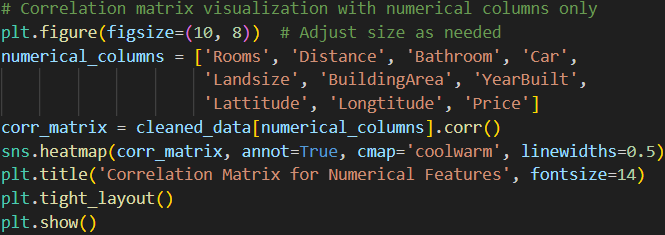 # Correlation matrix visualization with numerical columns only
plt.figure(figsize=(10, 8))  # Adjust size as needed
numerical_columns = ['Rooms', 'Distance', 'Bathroom', 'Car',
                     'Landsize', 'BuildingArea', 'YearBuilt',
                     'Lattitude', 'Longtitude', 'Price']
corr_matrix = cleaned_data[numerical_columns].corr()
sns.heatmap(corr_matrix, annot=True, cmap='coolwarm', linewidths=0.5)
plt.title('Correlation Matrix for Numerical Features', fontsize=14)
plt.tight_layout()
plt.show()